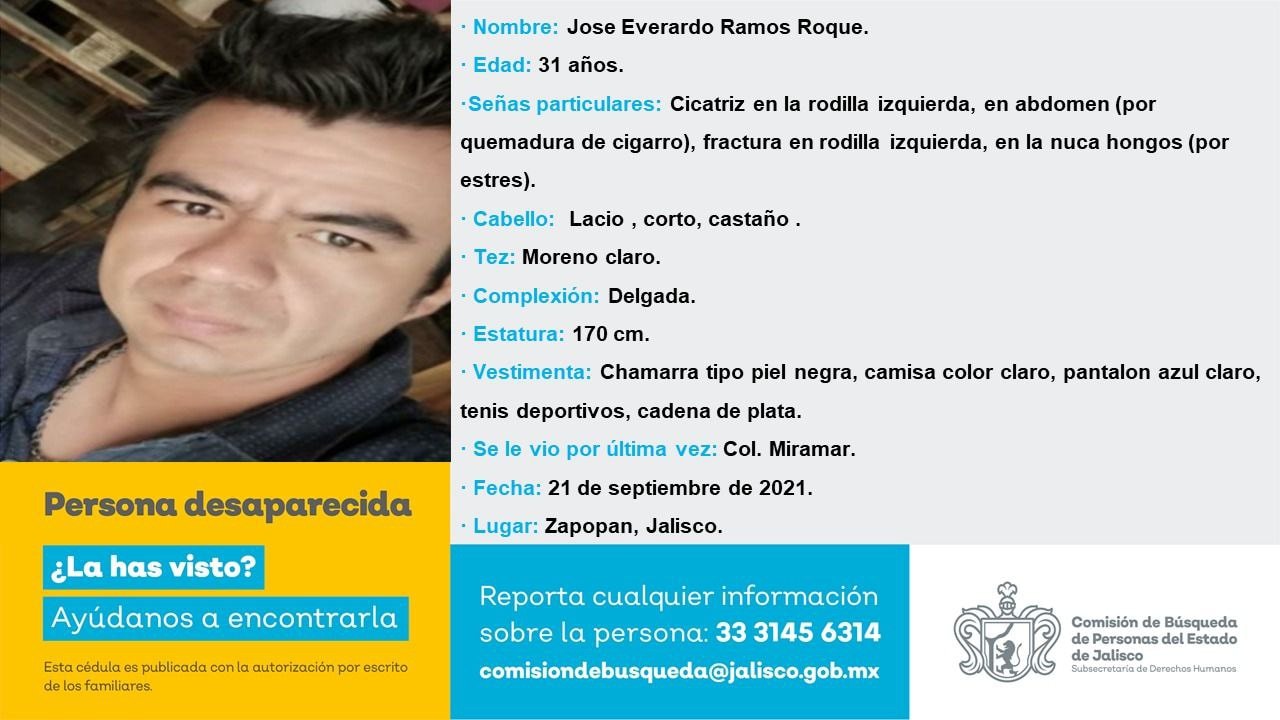 · Nombre: Jose Everardo Ramos Roque.
· Edad: 31 años.
·Señas particulares: Cicatriz en la rodilla izquierda, en abdomen (por
quemadura de cigarro), fractura en rodilla izquierda, en la nuca hongos (por
estres).
· Cabello: Lacio , corto, castaño .
· Tez: Moreno claro.
· Complexión: Delgada.
· Estatura: 170 cm.
· Vestimenta: Chamarra tipo piel negra, camisa color claro, pantalon azul claro,
tenis deportivos, cadena de plata.
· Se le vio por última vez: Col. Miramar.
· Fecha: 21 de septiembre de 2021.
· Lugar: Zapopan, Jalisco.
Persona desaparecida
¿La has visto?
Ayúdanos a encontrarla
Esta cédula es publicada con la autorización por escrito
de los familiares.
Reporta cualquier información
sobre la persona: 33 3145 6314
comisiondebusqueda@jalisco.gob.mx
Comisión de Búsqueda
de Personas del Estado
de Jalisco
Subsecretaría de Derechos Humanos